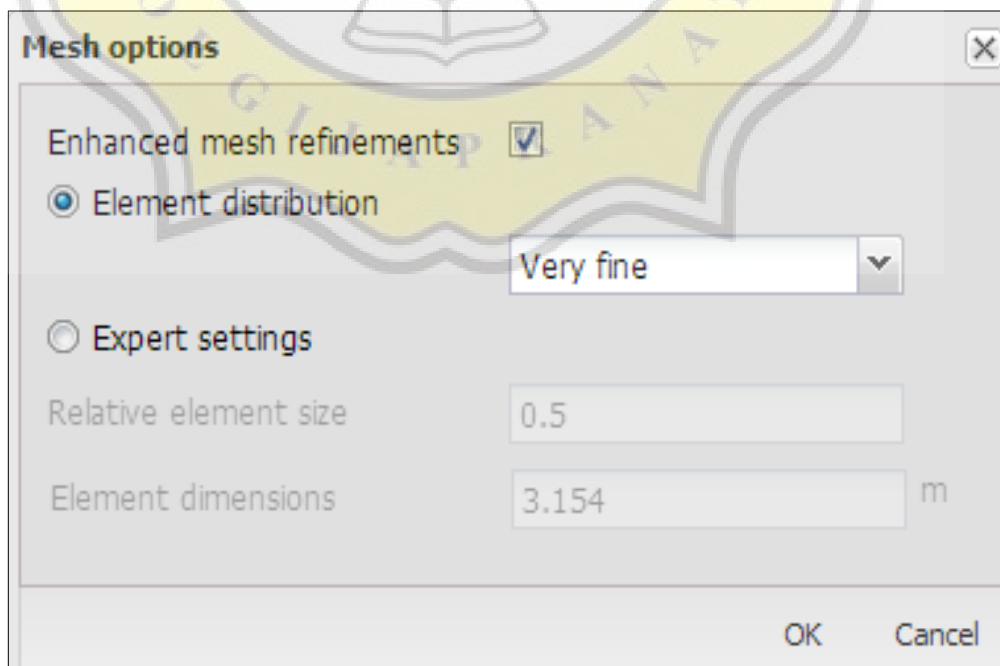 Mesh options
Enhanced mesh refinements
Element distribution
Very fine
Expert settings
Relative element size 0.5
Element dimensions 3.154 m
OK Cancel
EGIJAPRANA